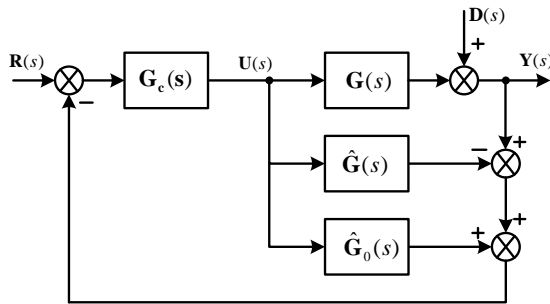 D(s)
+
R(s)
−
G_c(s)
U(s)
G(s)
Y(s)
+
−
Ĝ(s)
+
+
Ĝ_0(s)